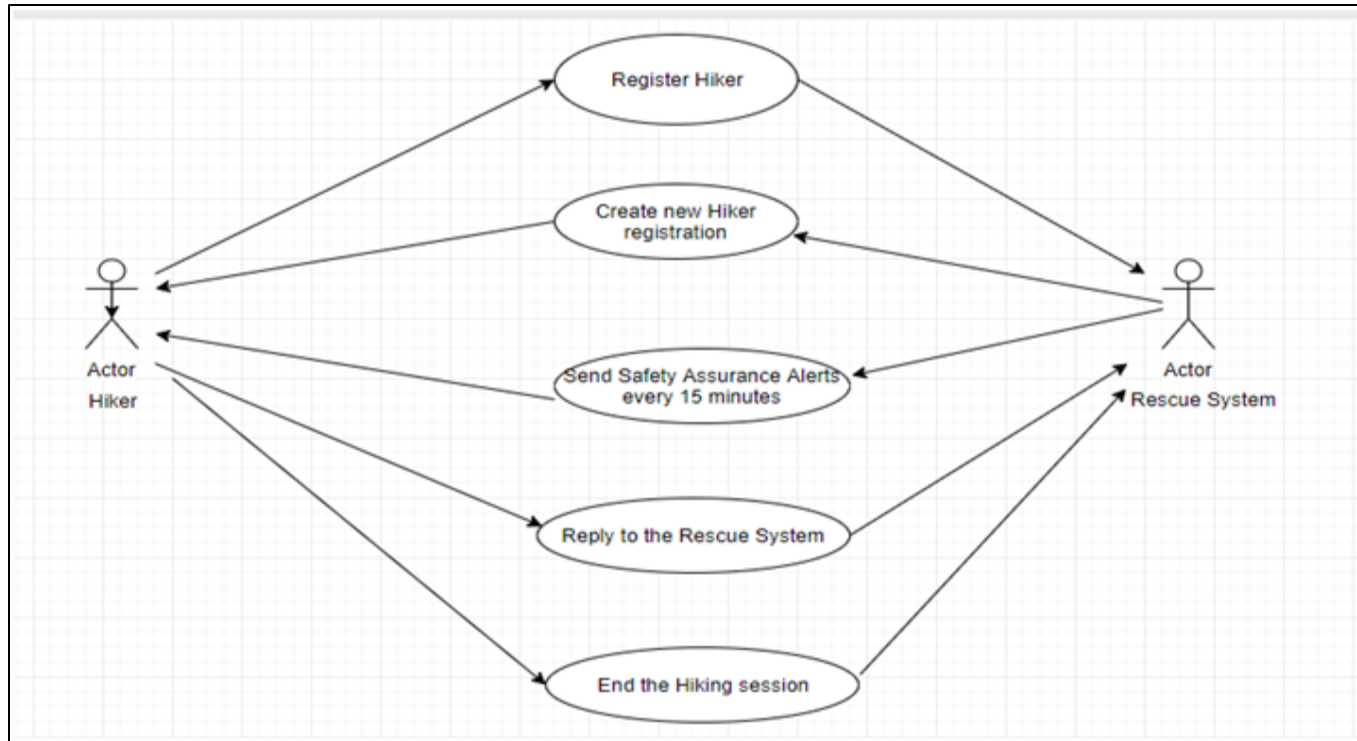 Register Hiker
Create new Hiker
registration
Actor
Hiker
Send Safety Assurance Alerts
every 15 minutes
Actor
Rescue System
Reply to the Rescue System
End the Hiking session